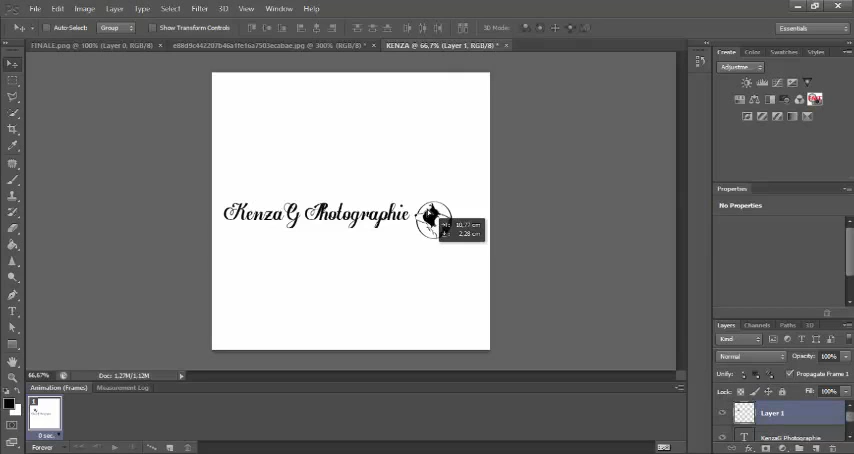 File Edit Image Layer Type Select Filter 3D View Window Help
Auto-Select: Group Show Transform Controls 3D Mode: Essentials
FINALE.png @ 100% (Layer 0, RGB/8) × KENZA @ 66.7% (Layer 1, RGB/8) * ×
Create Color Swatches Styles
Adjustme...
Properties
No Properties
KenzaG Photographie
10,77 cm
2,28 cm
Layers Channels Paths 3D
Kind
Normal Opacity: 100%
Unify: Propagate Frame 1
Lock: Fill: 100%
Layer 1
T KenzaG Photographie
66.67% Doc: 1.27M/1.12M
Animation (Frames) Measurement Log
1
0 sec.
Forever